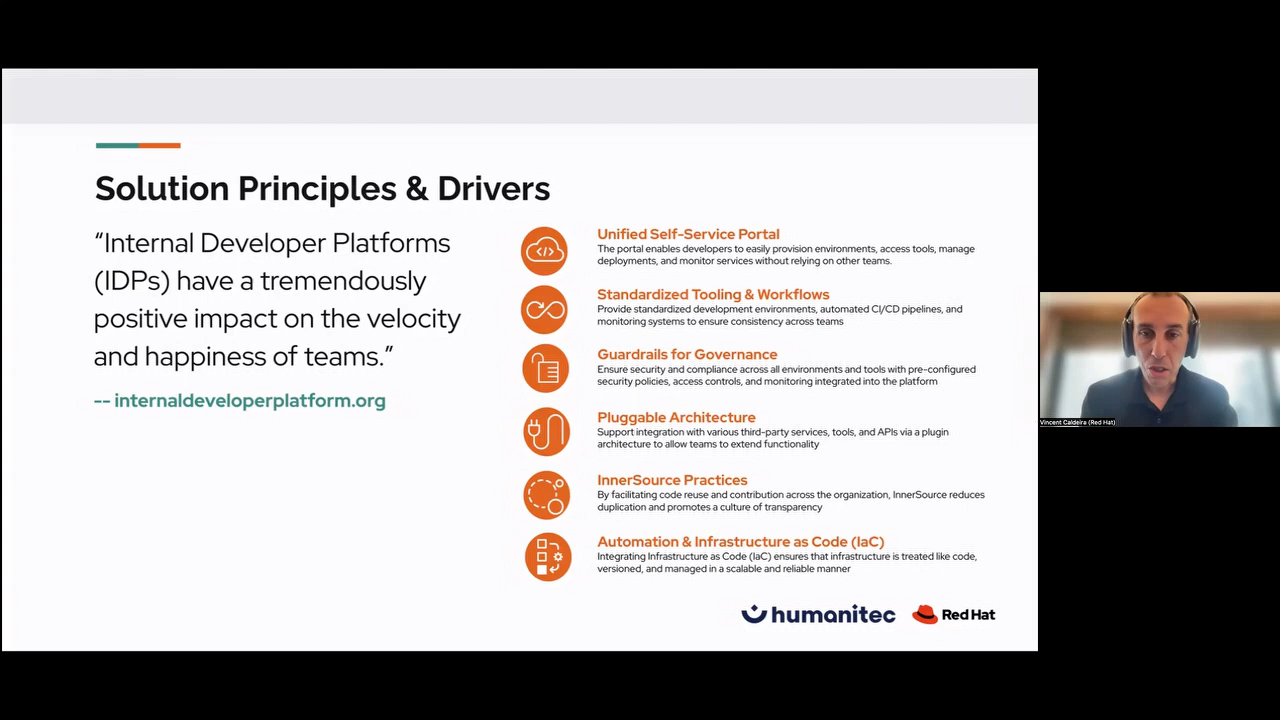 Solution Principles & Drivers
“Internal Developer Platforms
(IDPs) have a tremendously
positive impact on the velocity
and happiness of teams.”
-- internaldeveloperplatform.org
Unified Self-Service Portal
The portal enables developers to easily provision environments, access tools, manage
deployments, and monitor services without relying on other teams.
Standardized Tooling & Workflows
Provide standardized development environments, automated CI/CD pipelines, and
monitoring systems to ensure consistency across teams
Guardrails for Governance
Ensure security and compliance across all environments and tools with pre-configured
security policies, access controls, and monitoring integrated into the platform
Pluggable Architecture
Support integration with various third-party services, tools, and APIs via a plugin
architecture to allow teams to extend functionality
InnerSource Practices
By facilitating code reuse and contribution across the organization, InnerSource reduces
duplication and promotes a culture of transparency
Automation & Infrastructure as Code (IaC)
Integrating Infrastructure as Code (IaC) ensures that infrastructure is treated like code,
versioned, and managed in a scalable and reliable manner
humanitec
Red Hat
Vincent Caldeira (Red Hat)